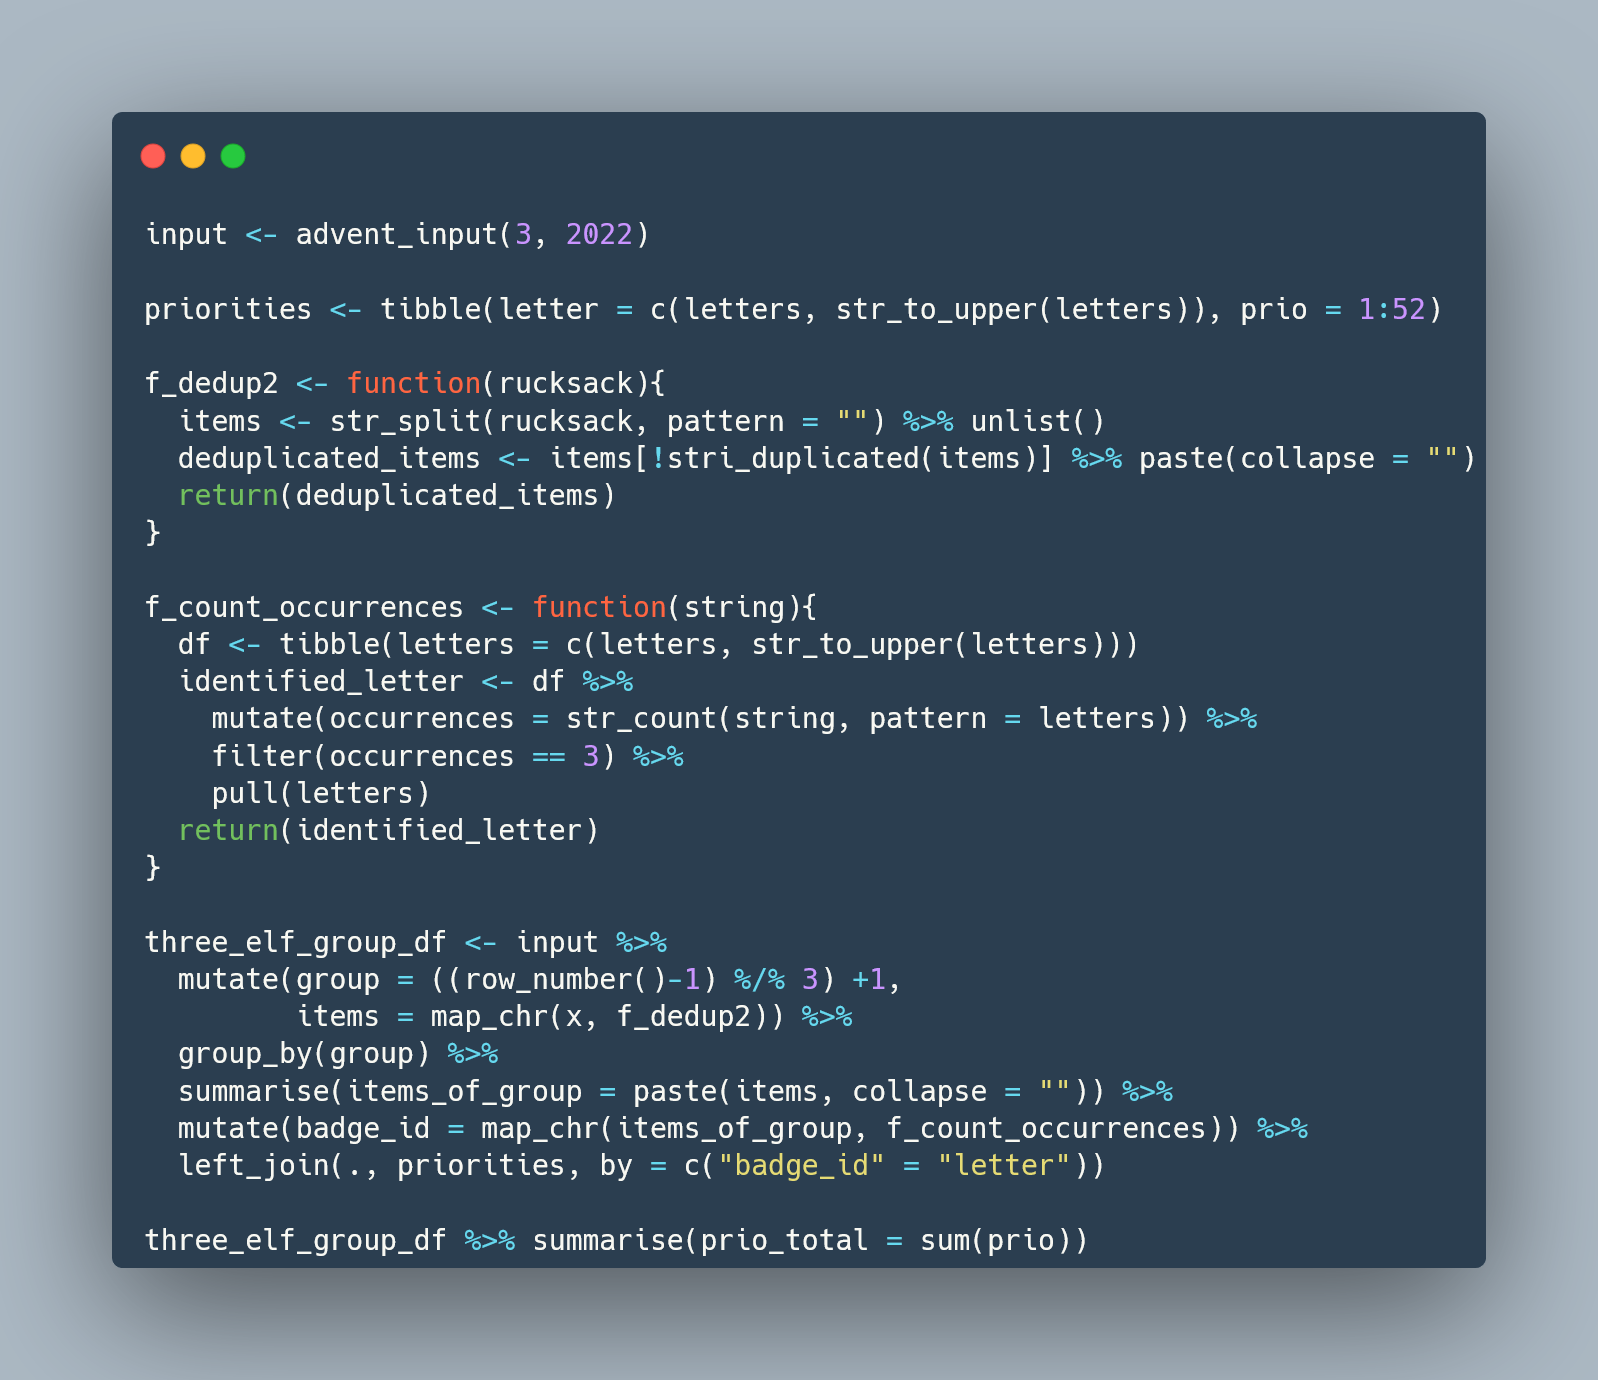 input <- advent_input(3, 2022)

priorities <- tibble(letter = c(letters, str_to_upper(letters)), prio = 1:52)

f_dedup2 <- function(rucksack){
  items <- str_split(rucksack, pattern = "") %>% unlist()
  deduplicated_items <- items[!stri_duplicated(items)] %>% paste(collapse = "")
  return(deduplicated_items)
}

f_count_occurrences <- function(string){
  df <- tibble(letters = c(letters, str_to_upper(letters)))
  identified_letter <- df %>%
    mutate(occurrences = str_count(string, pattern = letters)) %>%
    filter(occurrences == 3) %>%
    pull(letters)
  return(identified_letter)
}

three_elf_group_df <- input %>%
  mutate(group = ((row_number()-1) %/% 3) +1,
         items = map_chr(x, f_dedup2)) %>%
  group_by(group) %>%
  summarise(items_of_group = paste(items, collapse = "")) %>%
  mutate(badge_id = map_chr(items_of_group, f_count_occurrences)) %>%
  left_join(., priorities, by = c("badge_id" = "letter"))

three_elf_group_df %>% summarise(prio_total = sum(prio))